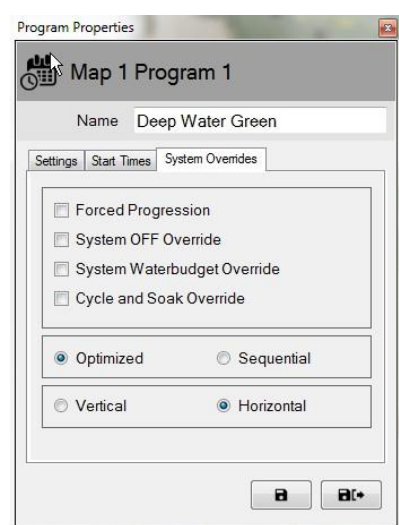 Program Properties
Map 1 Program 1
Name Deep Water Green
Settings Start Times System Overrides
Forced Progression
System OFF Override
System Waterbudget Override
Cycle and Soak Override
Optimized Sequential
Vertical Horizontal